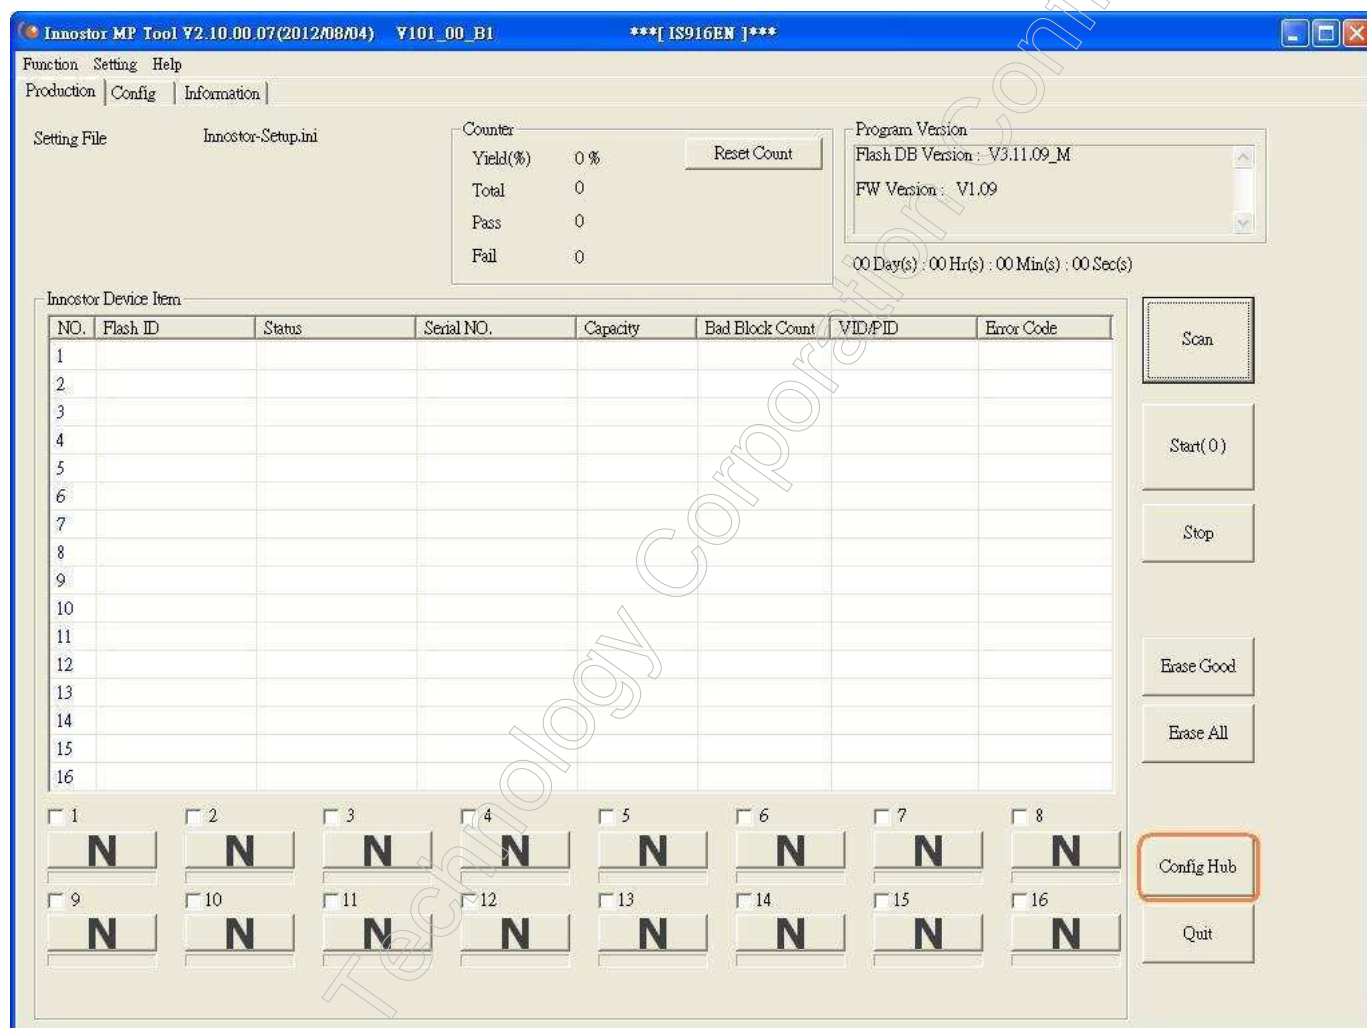 Innostor MP Tool V2.10.00.07(2012/08/04) V101_00_B1 ***[ IS916EN ]***
Function Setting Help
Production Config Information
Setting File Innostor-Setup.ini
Counter
Yield(%) 0 %
Total 0
Pass 0
Fail 0
Reset Count
Program Version
Flash DB Version : V3.11.09_M
FW Version : V1.09
00 Day(s) : 00 Hr(s) : 00 Min(s) : 00 Sec(s)
Innostor Device Item
NO. Flash ID Status Serial NO. Capacity Bad Block Count VID/PID Error Code
1
2
3
4
5
6
7
8
9
10
11
12
13
14
15
16
Scan
Start( 0 )
Stop
Erase Good
Erase All
Config Hub
Quit
1 2 3 4 5 6 7 8
N N N N N N N N
9 10 11 12 13 14 15 16
N N N N N N N N
Technology Corporation